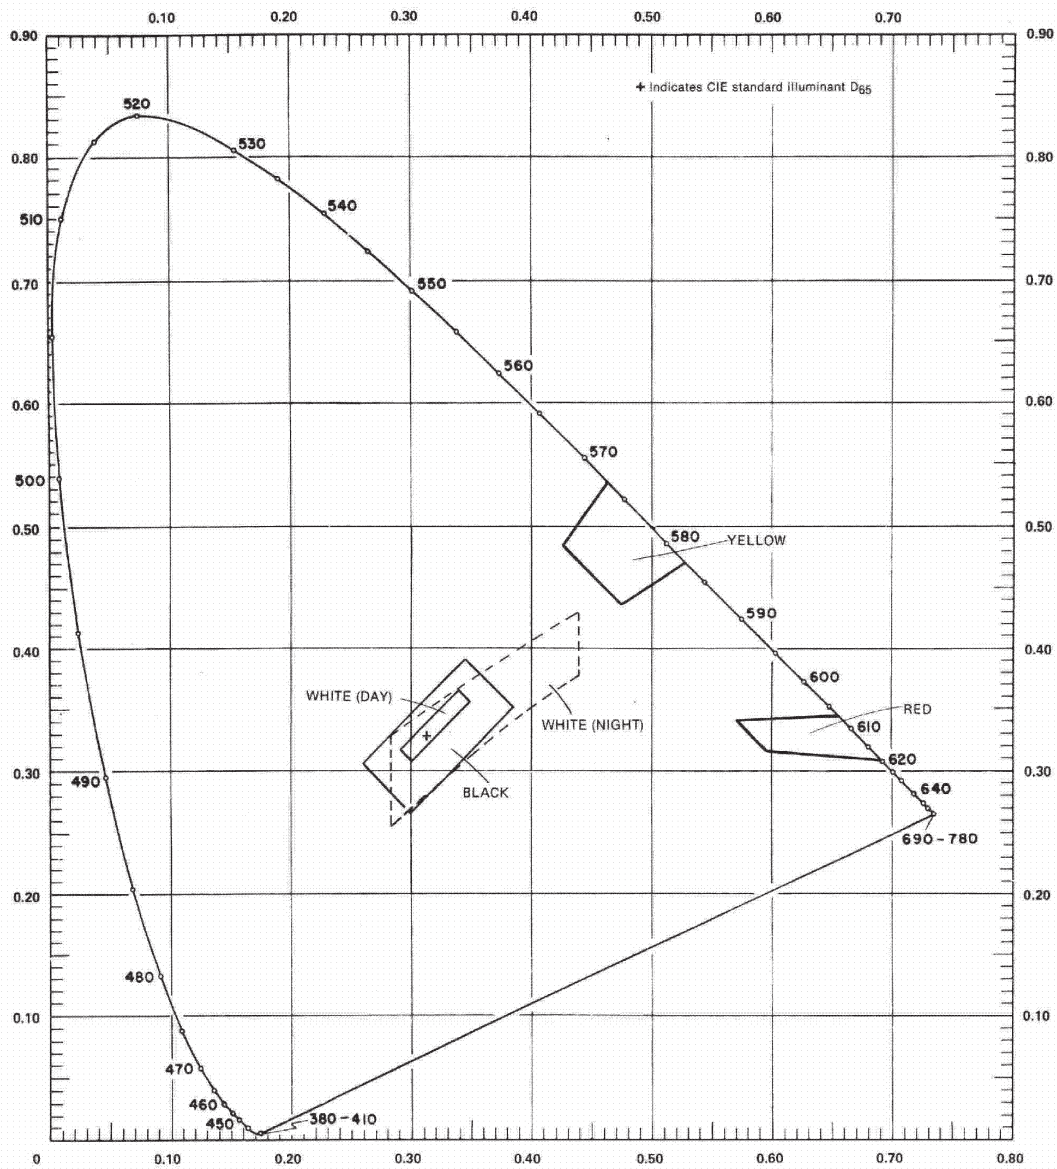 0.10 0.20 0.30 0.40 0.50 0.60 0.70
0.90 0.90
+ Indicates CIE standard illuminant D65
520
530
0.80 0.80
540
510
0.70 550 0.70
560
0.60 0.60
570
500
0.50 580 0.50
YELLOW
590
0.40 0.40
600
WHITE (DAY)
RED
WHITE (NIGHT) 610
620
0.30 0.30
490
BLACK 640
690-780
0.20 0.20
480
0.10 0.10
470
460
450 380-410
0 0.10 0.20 0.30 0.40 0.50 0.60 0.70 0.80